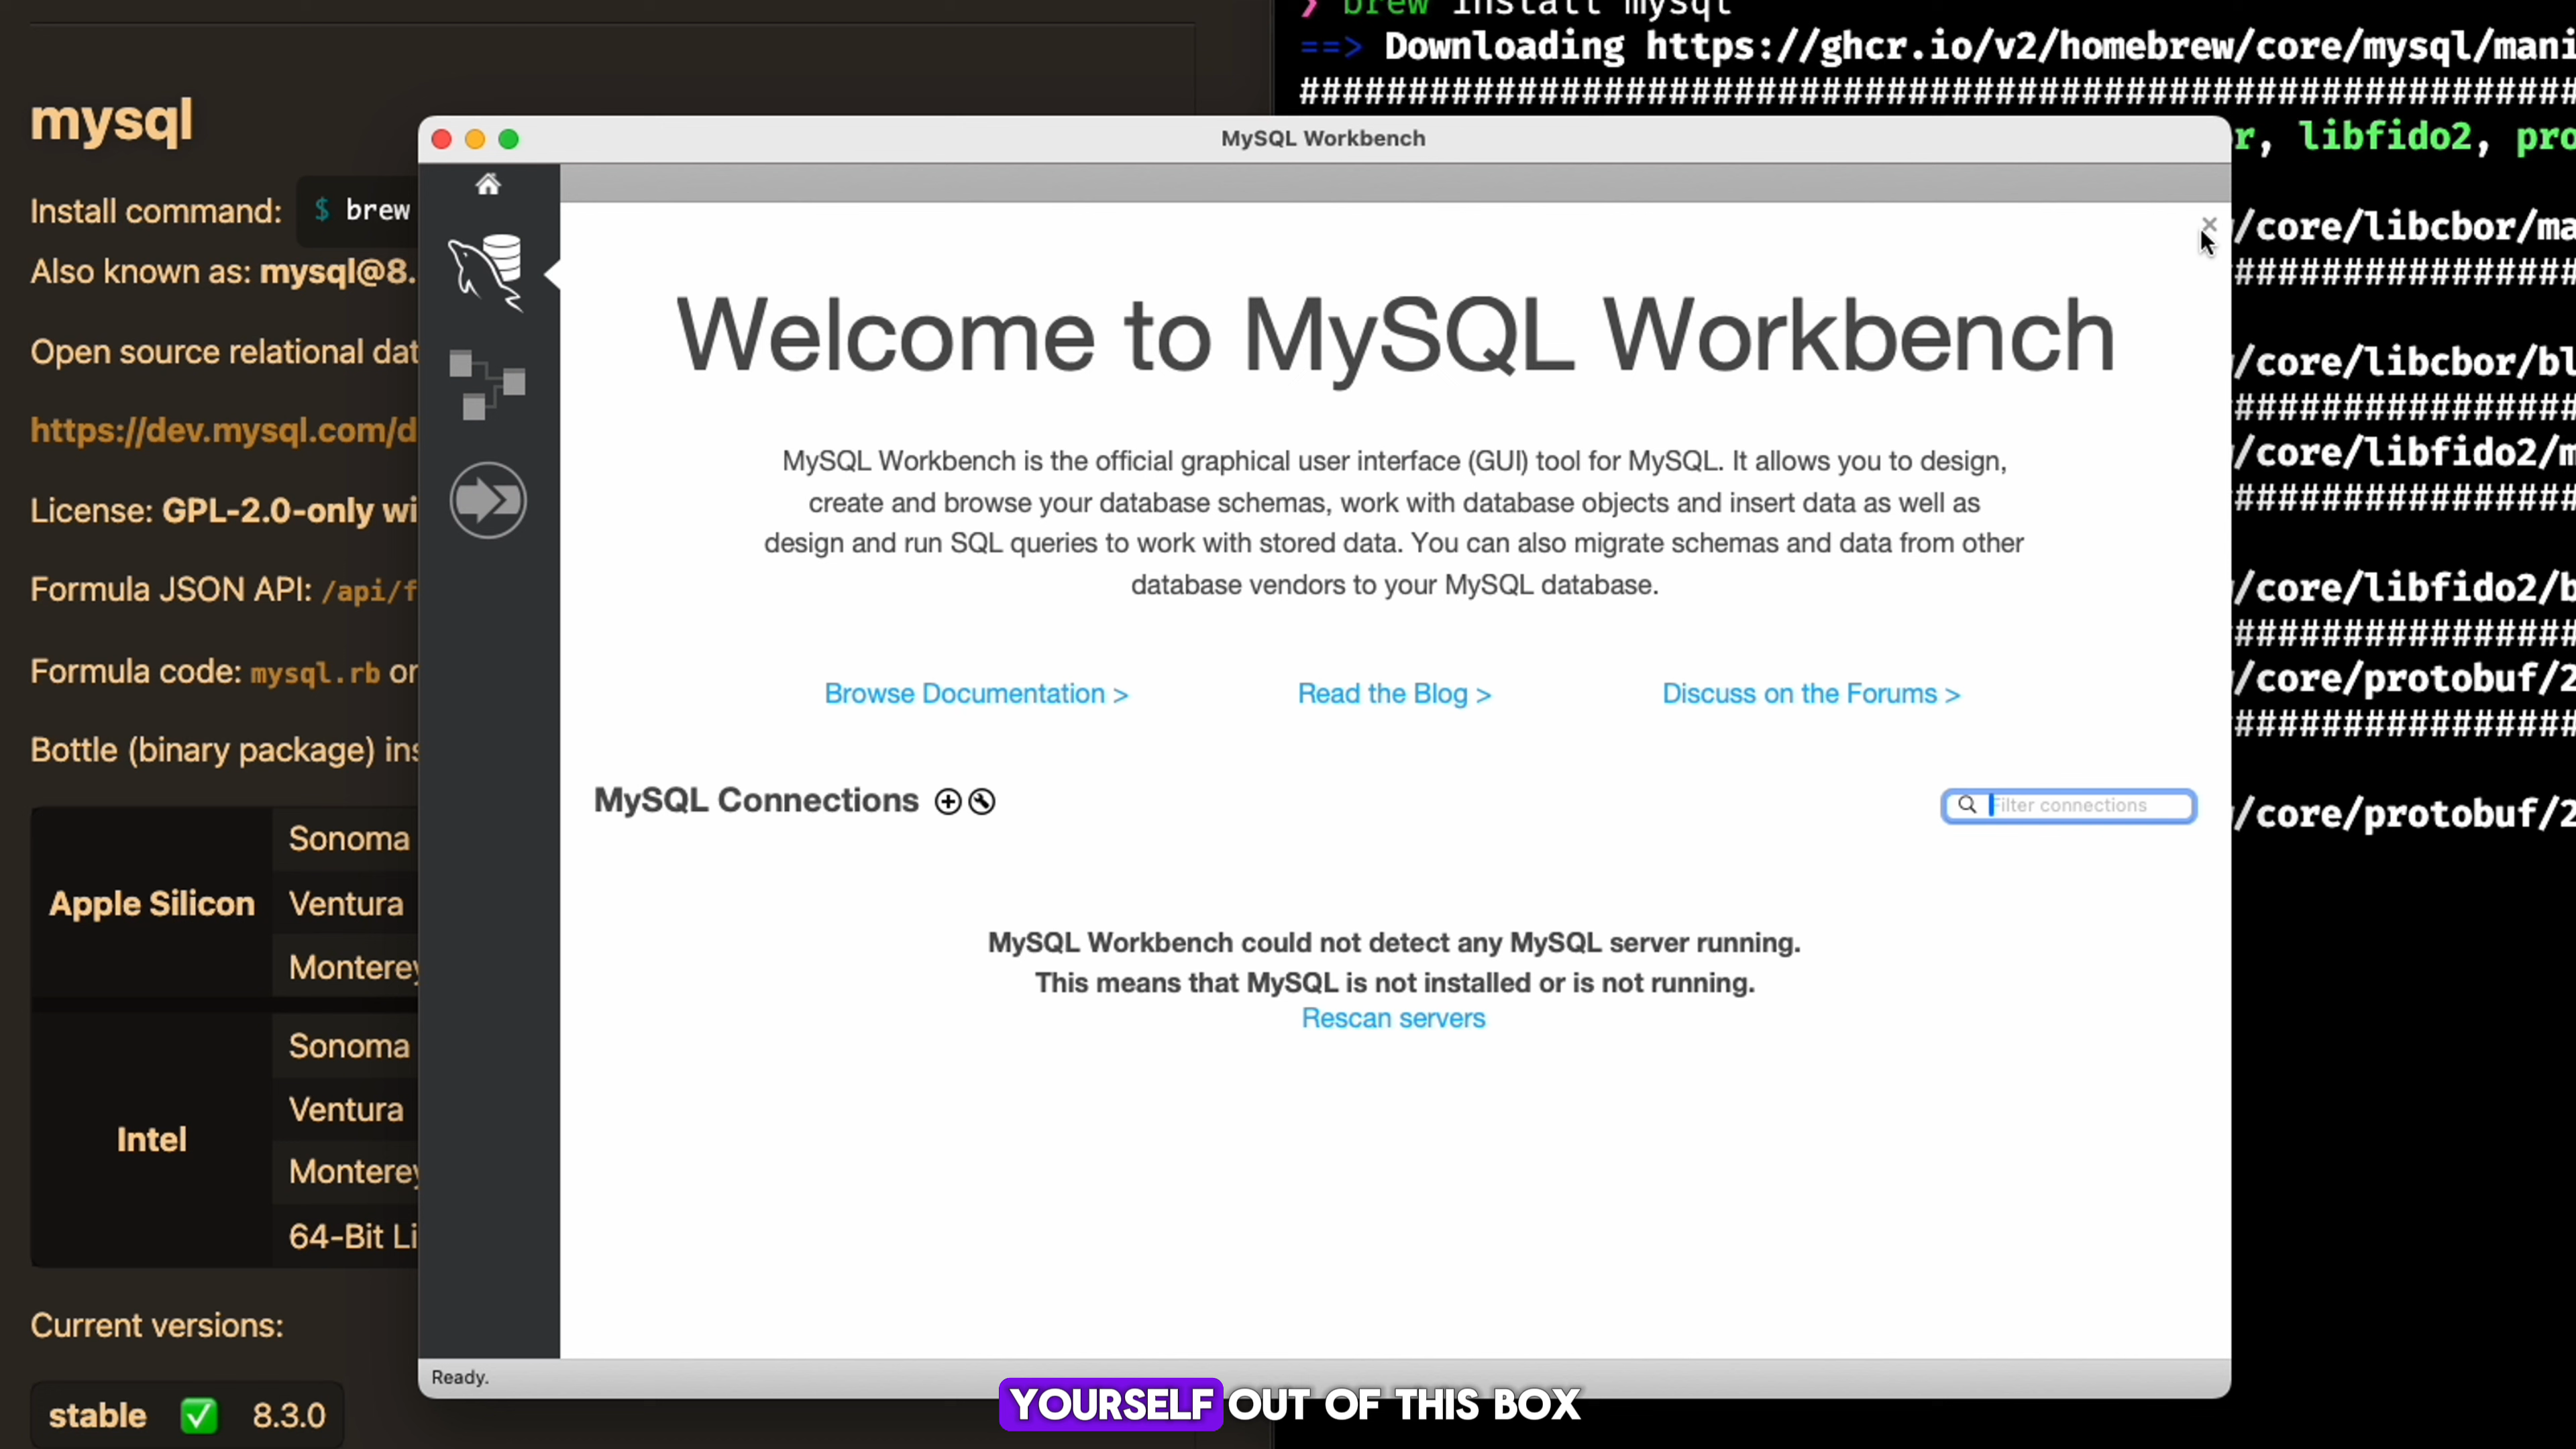 mysql
Install command: $ brew
Also known as: mysql@8.
Open source relational dat
https://dev.mysql.com/d
License: GPL-2.0-only wi
Formula JSON API: /api/f
Formula code: mysql.rb or
Bottle (binary package) ins
Apple Silicon
Sonoma
Ventura
Monterey
Intel
Sonoma
Ventura
Monterey
64-Bit Li
Current versions:
stable ✅ 8.3.0
MySQL Workbench
Welcome to MySQL Workbench
MySQL Workbench is the official graphical user interface (GUI) tool for MySQL. It allows you to design,
create and browse your database schemas, work with database objects and insert data as well as
design and run SQL queries to work with stored data. You can also migrate schemas and data from other
database vendors to your MySQL database.
Browse Documentation >
Read the Blog >
Discuss on the Forums >
MySQL Connections
Filter connections
MySQL Workbench could not detect any MySQL server running.
This means that MySQL is not installed or is not running.
Rescan servers
Ready.
YOURSELF OUT OF THIS BOX
❯ brew install mysql
==> Downloading https://ghcr.io/v2/homebrew/core/mysql/mani
###########################################################
r, libfido2, pro
/core/libcbor/ma
########################
/core/libcbor/bl
########################
/core/libfido2/m
########################
/core/libfido2/b
########################
/core/protobuf/2
########################
/core/protobuf/2